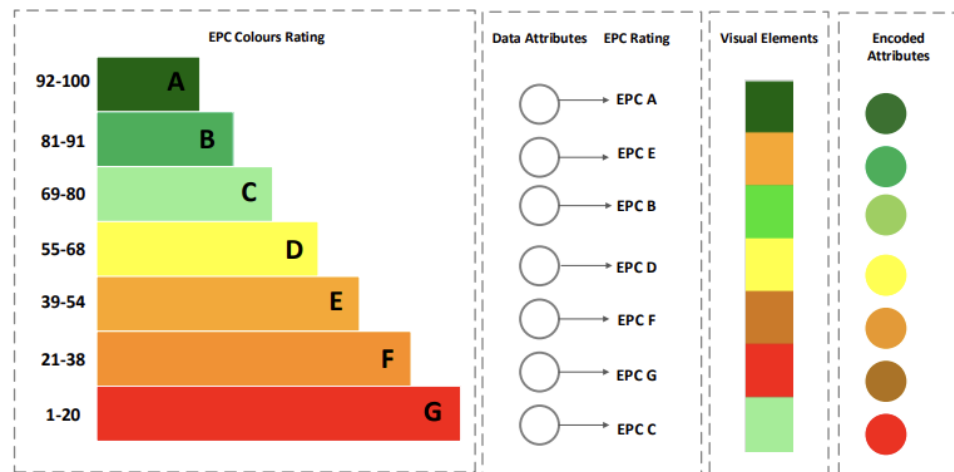 EPC Colours Rating
92-100 A
81-91 B
69-80 C
55-68 D
39-54 E
21-38 F
1-20 G
Data Attributes EPC Rating
EPC A
EPC E
EPC B
EPC D
EPC F
EPC G
EPC C
Visual Elements
Encoded
Attributes